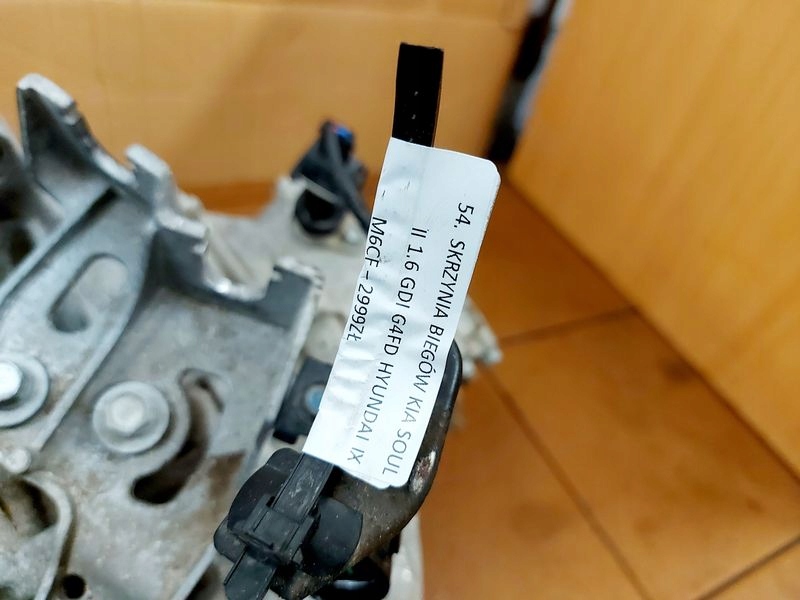 54. SKRZYNIA BIEGÓW KIA SOUL
II 1.6 GDI G4FD HYUNDAI IX
M6CF – 2999ZŁ